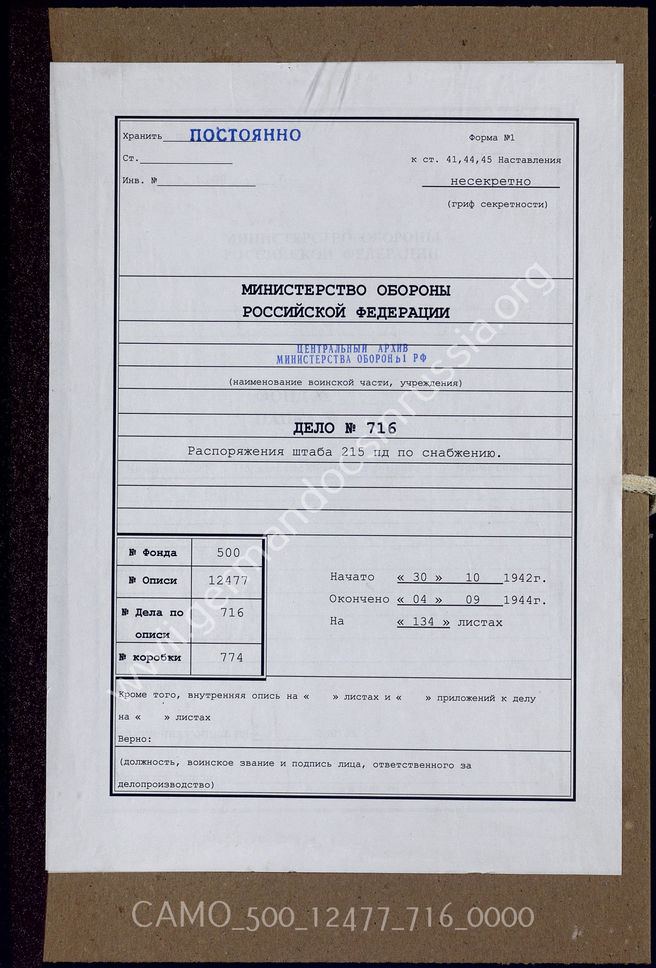 Хранить ПОСТОЯННО
Форма №1
Ст.
к ст. 41,44,45 Наставления
Инв. №
несекретно
(гриф секретности)
МИНИСТЕРСТВО ОБОРОНЫ
РОССИЙСКОЙ ФЕДЕРАЦИИ
ЦЕНТРАЛЬНЫЙ АРХИВ
МИНИСТЕРСТВА ОБОРОНЫ РФ
(наименование воинской части, учреждения)
ДЕЛО № 716
Распоряжения штаба 215 пд по снабжению.
№ Фонда 500
№ Описи 12477
№ Дела по 716
описи
№ коробки 774
Начато « 30 » 10 1942г.
Окончено « 04 » 09 1944г.
На « 134 » листах
Кроме того, внутренняя опись на « » листах и « » приложений к делу
на « » листах
Верно:
(должность, воинское звание и подпись лица, ответственного за
делопроизводство)
www.germandocsinrussia.org
CAMO_500_12477_716_0000